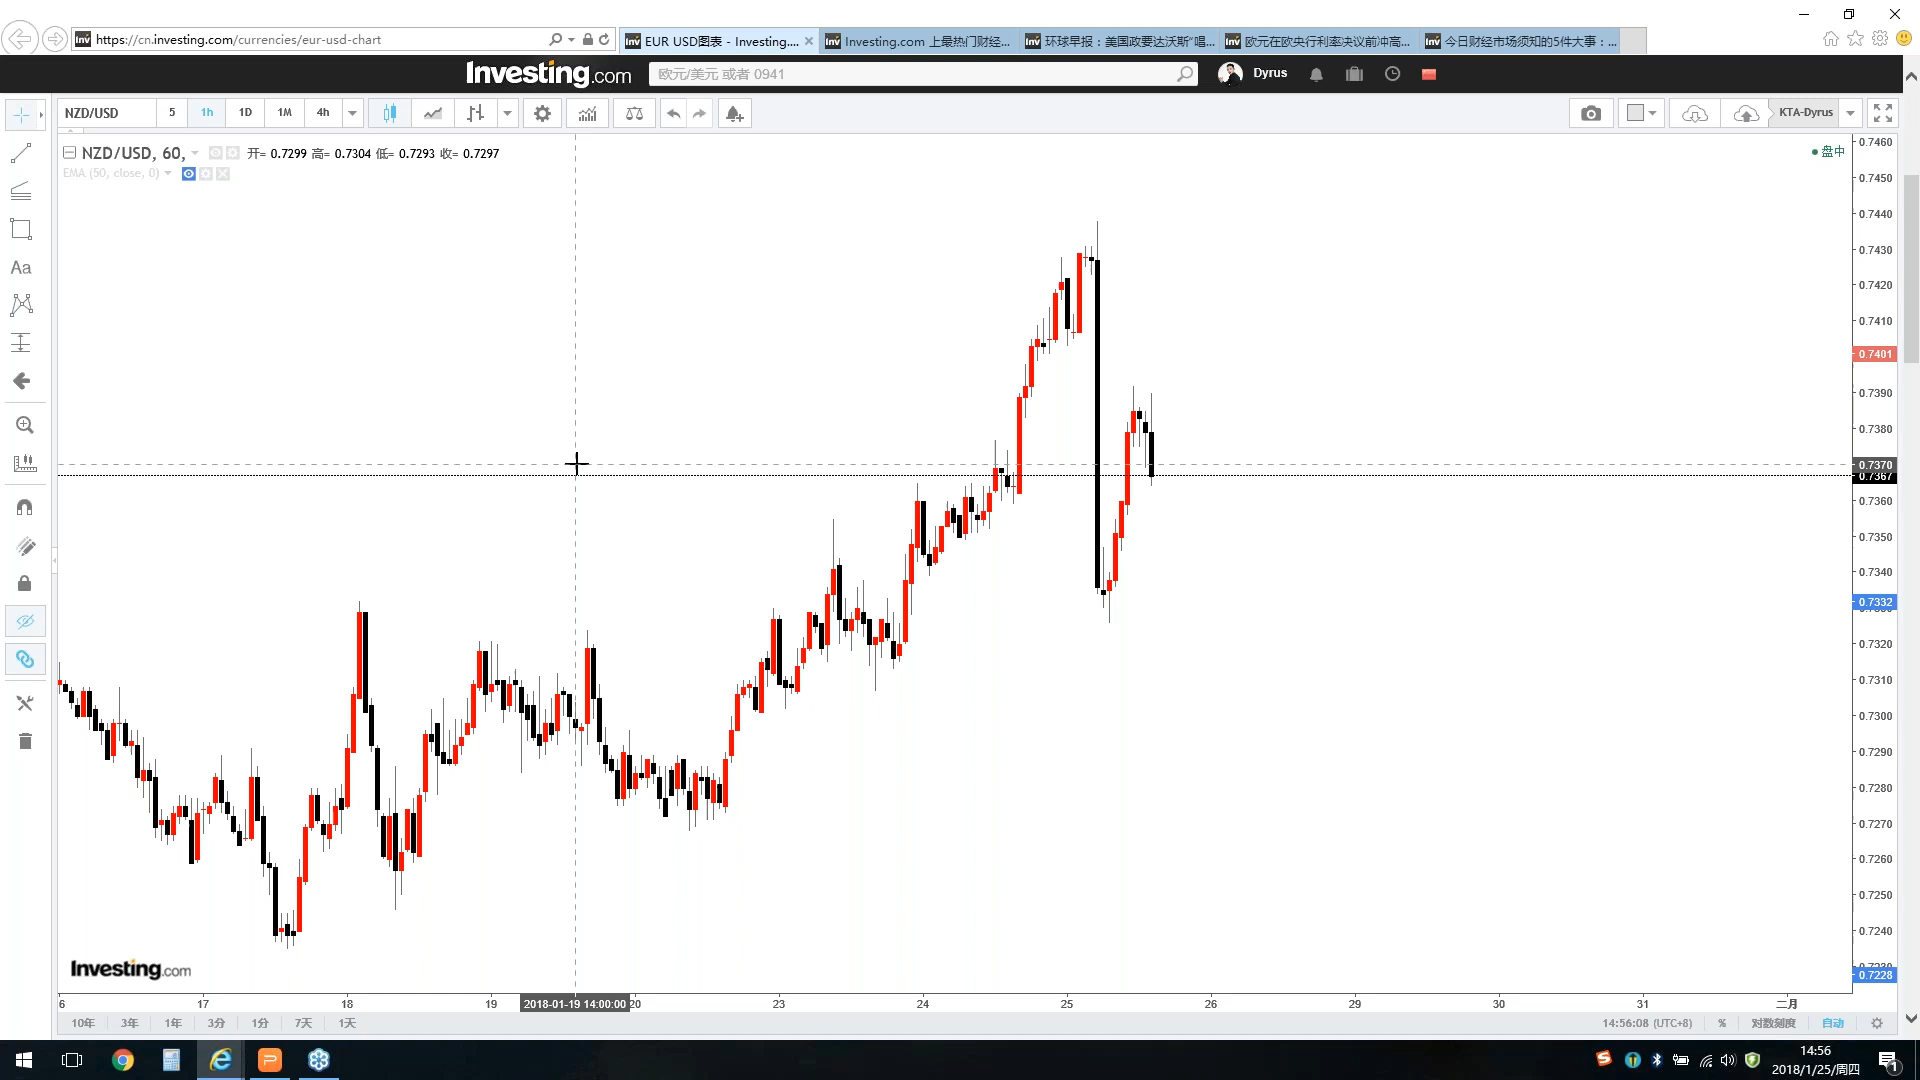 https://cn.investing.com/currencies/eur-usd-chart
EUR USD图表 - Investing....
Investing.com 上最热门财经...
环球早报：美国政要达沃斯“唱...
欧元在欧央行利率决议前冲高...
今日财经市场须知的5件大事：...
Investing.com
欧元/美元 或者 0941
Dyrus
NZD/USD
5
1h
1D
1M
4h
KTA-Dyrus
NZD/USD, 60,
开= 0.7299 高= 0.7304 低= 0.7293 收= 0.7297
盘中
EMA (50, close, 0)
Aa
0.7460
0.7450
0.7440
0.7430
0.7420
0.7410
0.7401
0.7390
0.7380
0.7370
0.7367
0.7360
0.7350
0.7340
0.7332
0.7320
0.7310
0.7300
0.7290
0.7280
0.7270
0.7260
0.7250
0.7240
0.7228
Investing.com
6
17
18
19
2018-01-19 14:00:00
20
23
24
25
26
29
30
31
二月
10年
3年
1年
3分
1分
7天
1天
14:56:08 (UTC+8)
%
对数刻度
自动
14:56
2018/1/25/周四
1